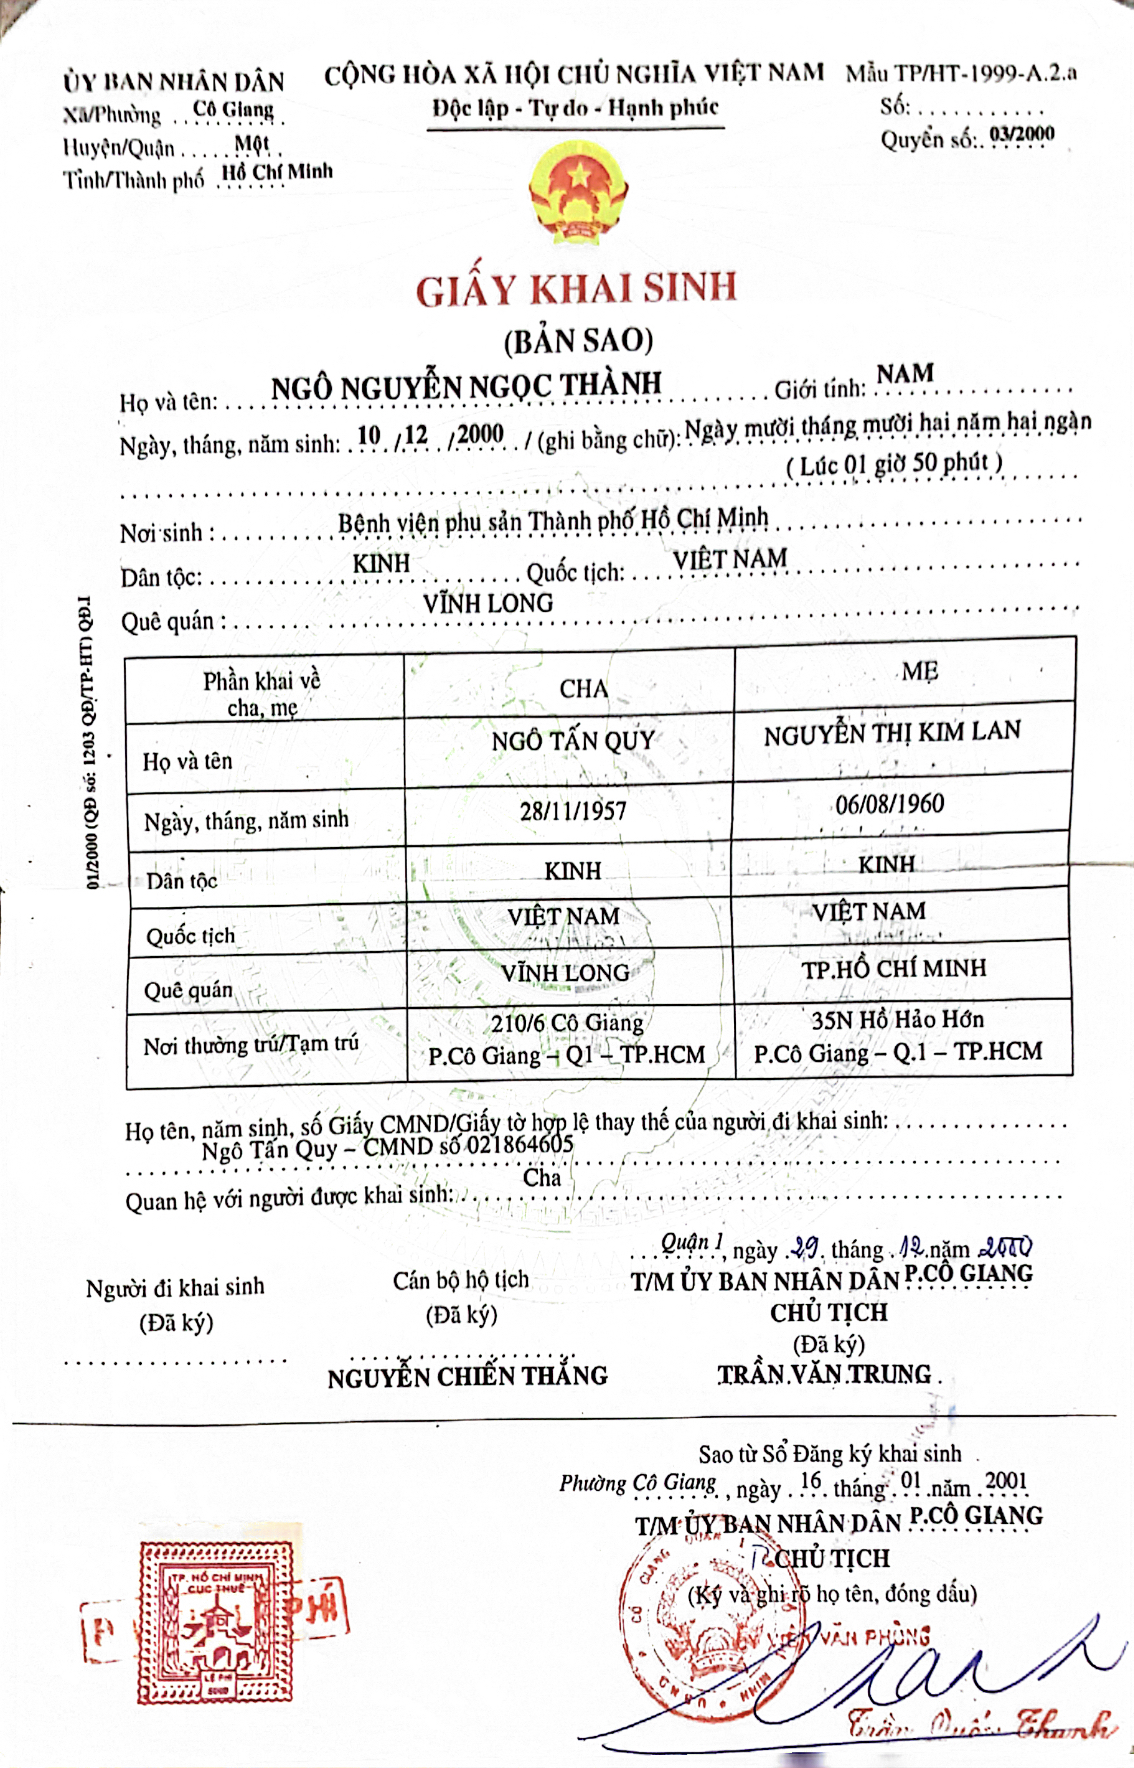 ỦY BAN NHÂN DÂN
Xã/Phường . . Cô Giang .
Huyện/Quận . . . . . . Một .
Tỉnh/Thành phố . Hồ Chí Minh
CỘNG HÒA XÃ HỘI CHỦ NGHĨA VIỆT NAM
Độc lập - Tự do - Hạnh phúc
Mẫu TP/HT-1999-A.2.a
Số: . . . . . . . . . . . .
Quyển số: . 03/2000
GIẤY KHAI SINH
(BẢN SAO)
Họ và tên: . . . . NGÔ NGUYỄN NGỌC THÀNH . . . . . . . . Giới tính: NAM . . . . . . . . . .
Ngày, tháng, năm sinh: . 10 . / 12 . / 2000 . . / (ghi bằng chữ): Ngày mười tháng mười hai năm hai ngàn
( Lúc 01 giờ 50 phút )
Nơi sinh : . . . . . . . . . . Bệnh viện phụ sản Thành phố Hồ Chí Minh . . . . . . . . . .
Dân tộc: . . . . . . . . . . . KINH . . . . . . . . . . Quốc tịch: . . . . VIỆT NAM . . . . . . . . . .
Quê quán : . . . . . . . VĨNH LONG . . . . . . . . . .
01/2000 (QĐ số: 1203 QĐ/TP-HT) QĐ.I
Phần khai về cha, mẹ
CHA
MẸ
Họ và tên
NGÔ TẤN QUY
NGUYỄN THỊ KIM LAN
Ngày, tháng, năm sinh
28/11/1957
06/08/1960
Dân tộc
KINH
KINH
Quốc tịch
VIỆT NAM
VIỆT NAM
Quê quán
VĨNH LONG
TP.HỒ CHÍ MINH
Nơi thường trú/Tạm trú
210/6 Cô Giang
P.Cô Giang – Q1 – TP.HCM
35N Hồ Hảo Hớn
P.Cô Giang – Q.1 – TP.HCM
Họ tên, năm sinh, số Giấy CMND/Giấy tờ hợp lệ thay thế của người đi khai sinh: . . . . . . . . . . . . . .
Ngô Tấn Quy – CMND số 021864605
Quan hệ với người được khai sinh: . . . . . Cha . . . . . . . . . .
. . . Quận 1, ngày . 29 . tháng . 12 . năm 2000
Người đi khai sinh
(Đã ký)
Cán bộ hộ tịch
(Đã ký)
NGUYỄN CHIẾN THẮNG
T/M ỦY BAN NHÂN DÂN P.CÔ GIANG
CHỦ TỊCH
(Đã ký)
TRẦN VĂN TRUNG .
Sao từ Sổ Đăng ký khai sinh
Phường Cô Giang , ngày . 16 . tháng . 01 . năm . 2001
T/M ỦY BAN NHÂN DÂN P.CÔ GIANG
CHỦ TỊCH
(Ký và ghi rõ họ tên, đóng dấu)
VIÊN VĂN PHÒNG
Trần Quốc Thanh
TP. HỒ CHÍ MINH
CỤC THUẾ
LỆ PHÍ
PHÍ